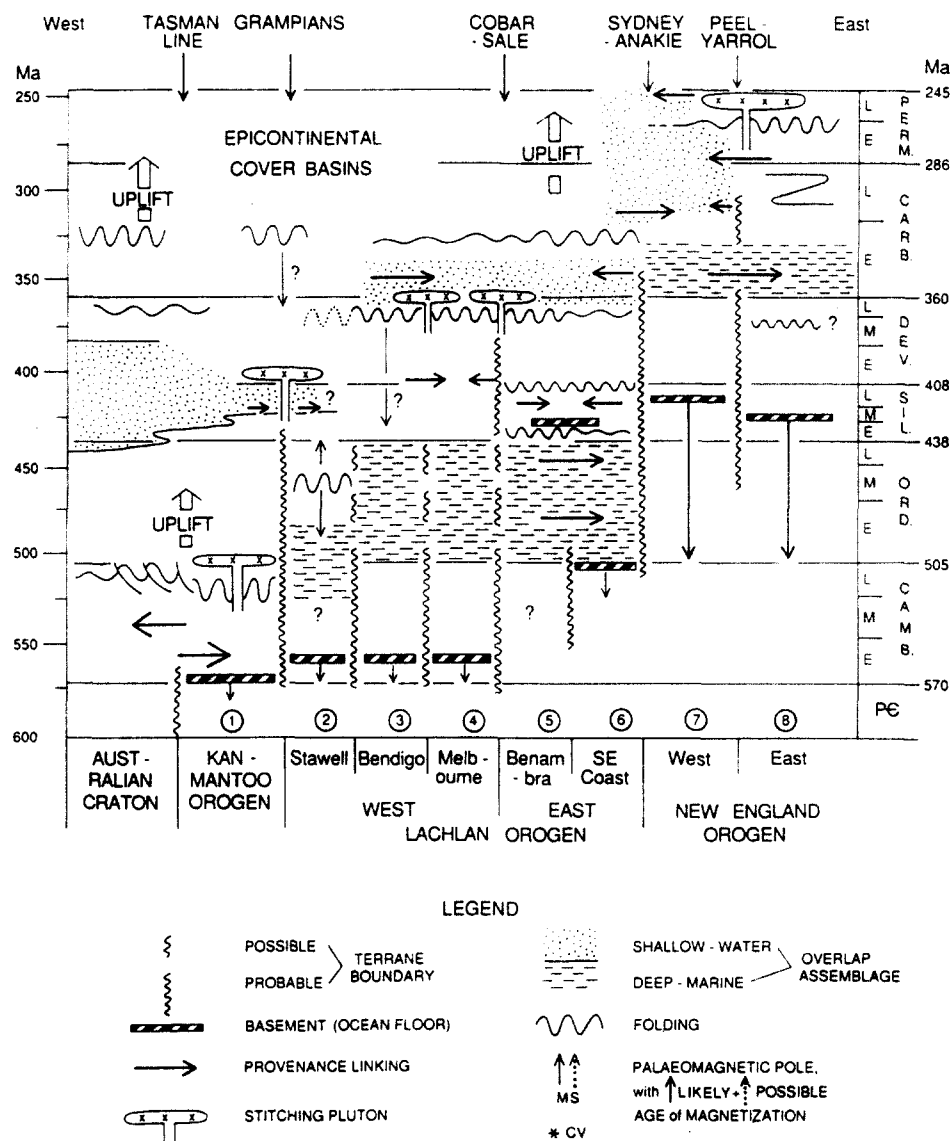 West TASMAN LINE GRAMPIANS COBAR - SALE SYDNEY - ANAKIE PEEL - YARROL East
Ma Ma
250
300
350
400
450
500
550
600
EPICONTINENTAL
COVER BASINS
UPLIFT
UPLIFT
UPLIFT
?
?
?
?
?
?
?
245
286
360
408
438
505
570
L
E
PERM.
L
E
CARB.
L
M
E
DEV.
L
M
E
SIL.
L
M
E
ORD.
L
M
E
CAMB.
PЄ
1 2 3 4 5 6 7 8
AUST - RALIAN CRATON
KAN - MANTOO OROGEN
Stawell Bendigo Melb - ourne Benam - bra SE Coast West East
WEST EAST
LACHLAN OROGEN
NEW ENGLAND
OROGEN
LEGEND
POSSIBLE
PROBABLE
TERRANE
BOUNDARY
BASEMENT (OCEAN FLOOR)
PROVENANCE LINKING
STITCHING PLUTON
SHALLOW - WATER
DEEP - MARINE
OVERLAP
ASSEMBLAGE
FOLDING
MS
* CV
PALAEOMAGNETIC POLE,
with LIKELY + POSSIBLE
AGE of MAGNETIZATION